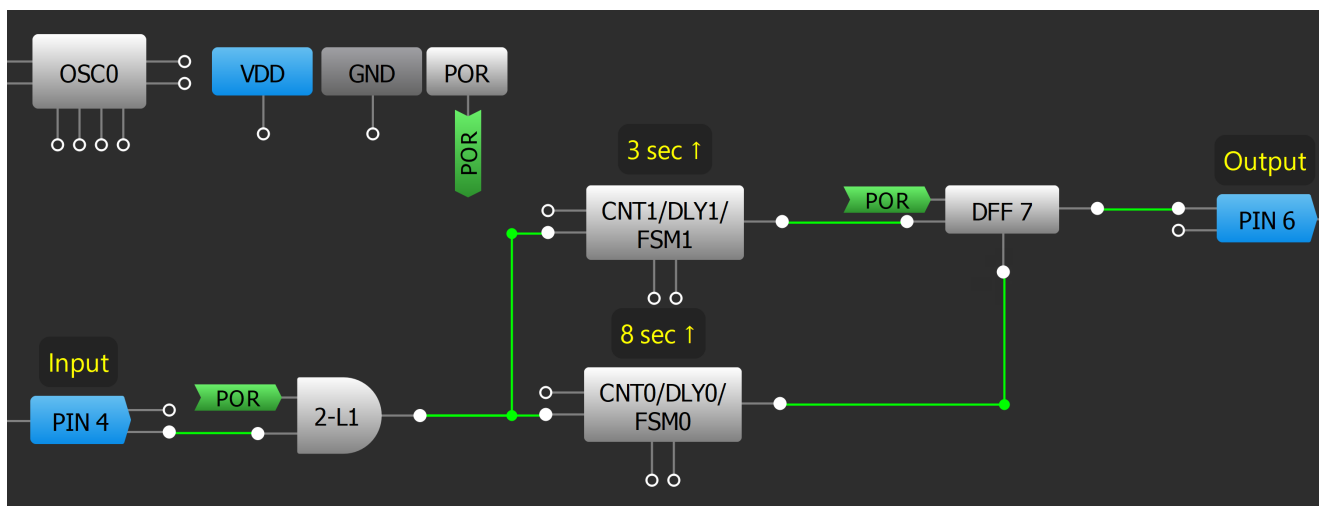 OSC0
VDD
GND
POR
POR
3 sec ↑
CNT1/DLY1/
FSM1
POR
DFF 7
Output
PIN 6
8 sec ↑
CNT0/DLY0/
FSM0
Input
PIN 4
POR
2-L1